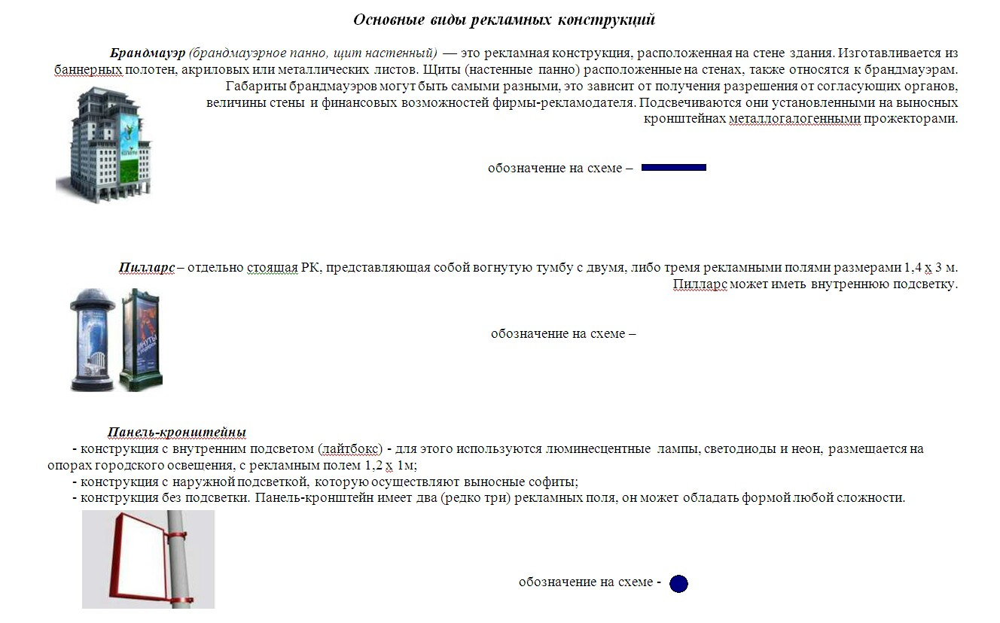 Основные виды рекламных конструкций
Брандмауэр (брандмауэрное панно, щит настенный) — это рекламная конструкция, расположенная на стене здания. Изготавливается из
баннерных полотен, акриловых или металлических листов. Щиты (настенные панно) расположенные на стенах, также относятся к брандмауэрам.
Габариты брандмауэров могут быть самыми разными, это зависит от получения разрешения от согласующих органов,
величины стены и финансовых возможностей фирмы-рекламодателя. Подсвечиваются они установленными на выносных
кронштейнах металлогалогенными прожекторами.
обозначение на схеме –
Пилларс – отдельно стоящая РК, представляющая собой вогнутую тумбу с двумя, либо тремя рекламными полями размерами 1,4 х 3 м.
Пилларс может иметь внутреннюю подсветку.
обозначение на схеме –
Панель-кронштейны
- конструкция с внутренним подсветом (лайтбокс) - для этого используются люминесцентные лампы, светодиоды и неон, размещается на
опорах городского освещения, с рекламным полем 1,2 х 1м;
- конструкция с наружной подсветкой, которую осуществляют выносные софиты;
- конструкция без подсветки. Панель-кронштейн имеет два (редко три) рекламных поля, он может обладать формой любой сложности.
обозначение на схеме -